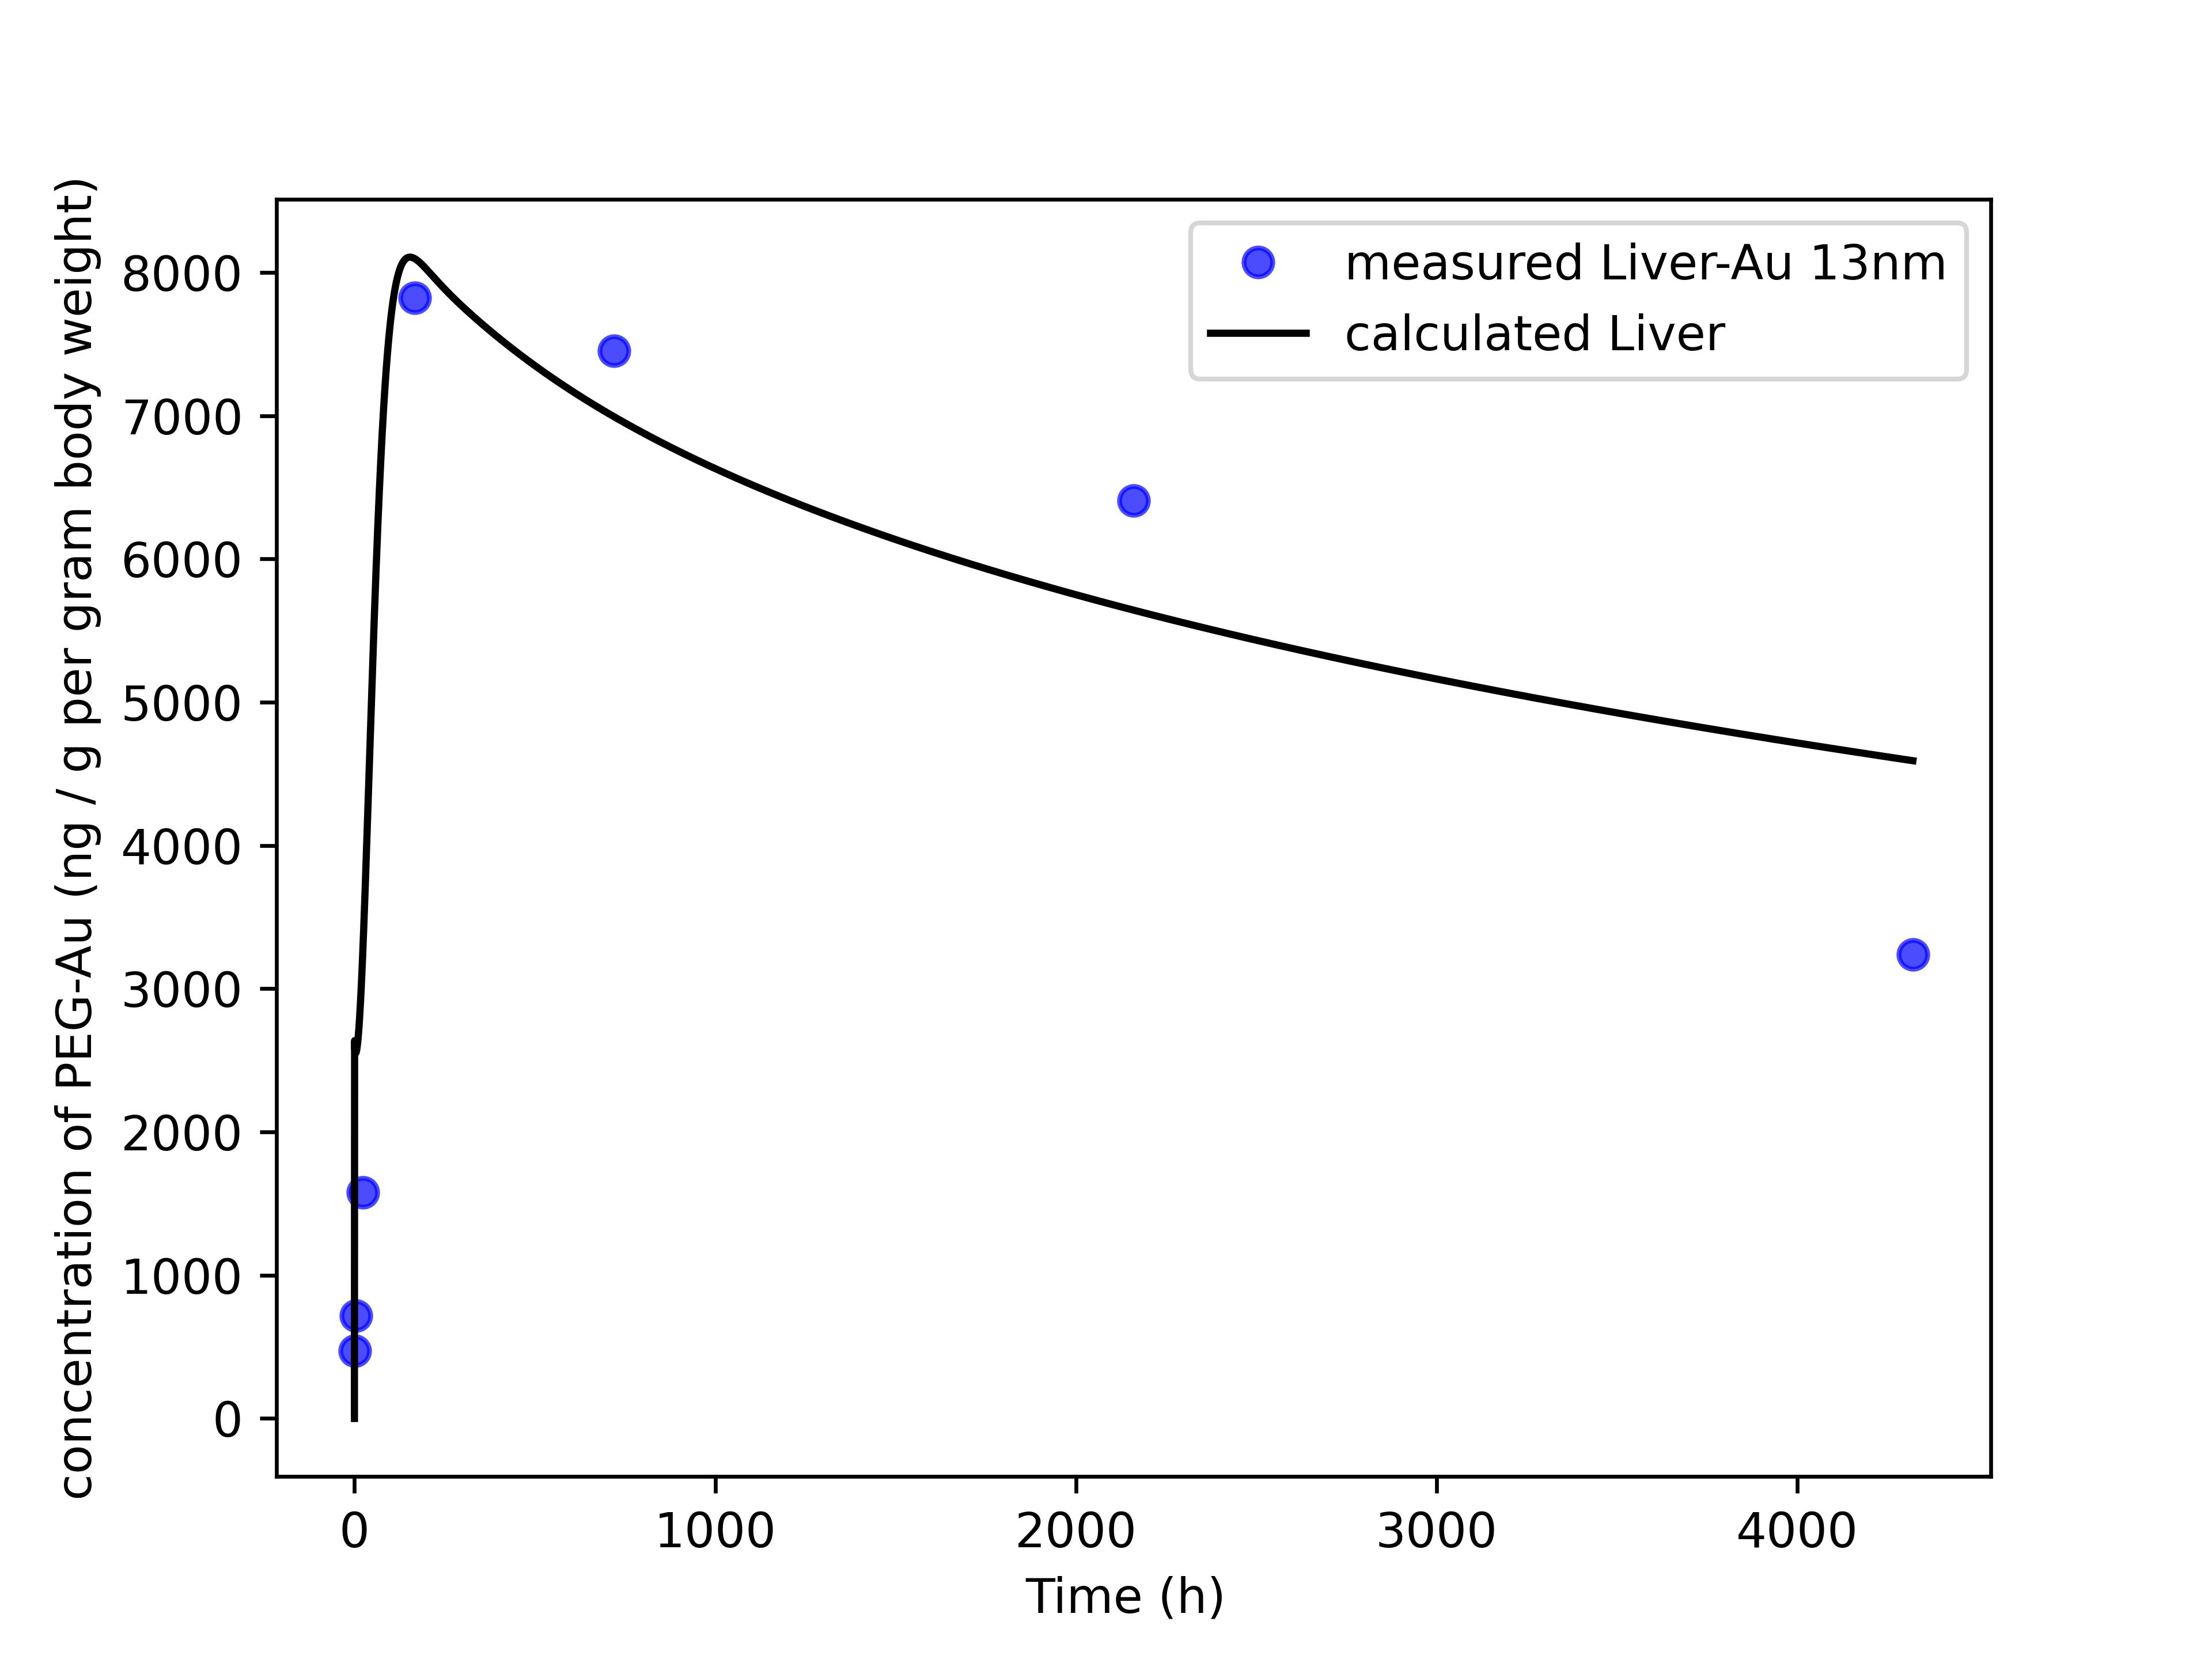 measured Liver-Au 13nm
calculated Liver
concentration of PEG-Au (ng / g per gram body weight)
8000
7000
6000
5000
4000
3000
2000
1000
0
0 1000 2000 3000 4000
Time (h)